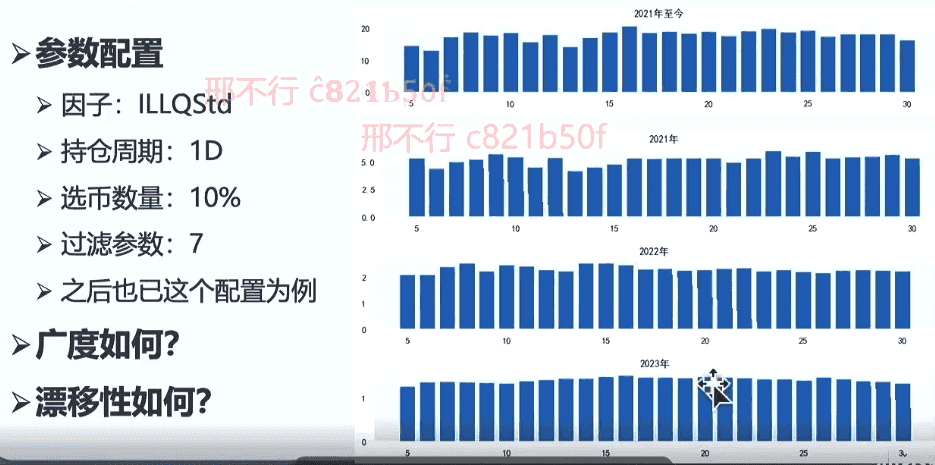 参数配置
因子：ILLQStd
持仓周期：1D
选币数量：10%
过滤参数：7
之后也已这个配置为例
广度如何？
漂移性如何？
邢不行 c821b50f
邢不行 c821b50f
2021年至今
20
10
0
5 10 15 20 25 30
2021年
5 0
2.5
0.0
5 10 15 20 25 30
2022年
2
1
0
5 10 15 20 25 30
2023年
1
0
5 10 15 20 25 30